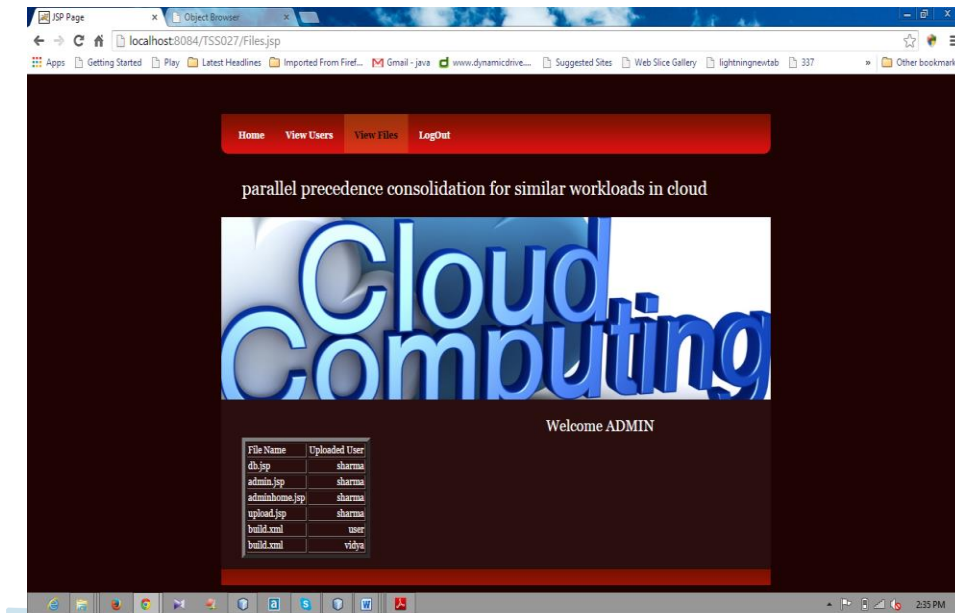 JSP Page
Object Browser
localhost:8084/TSS027/Files.jsp
Apps Getting Started Play Latest Headlines Imported From Firef... Gmail - java www.dynamicdrive.... Suggested Sites Web Slice Gallery lightningnewtab 337 » Other bookmark
Home View Users View Files LogOut
parallel precedence consolidation for similar workloads in cloud
Cloud
Computing
Welcome ADMIN
File Name Uploaded User
db.jsp sharma
admin.jsp sharma
adminhome.jsp sharma
upload.jsp sharma
build.xml user
build.xml vidya
2:35 PM